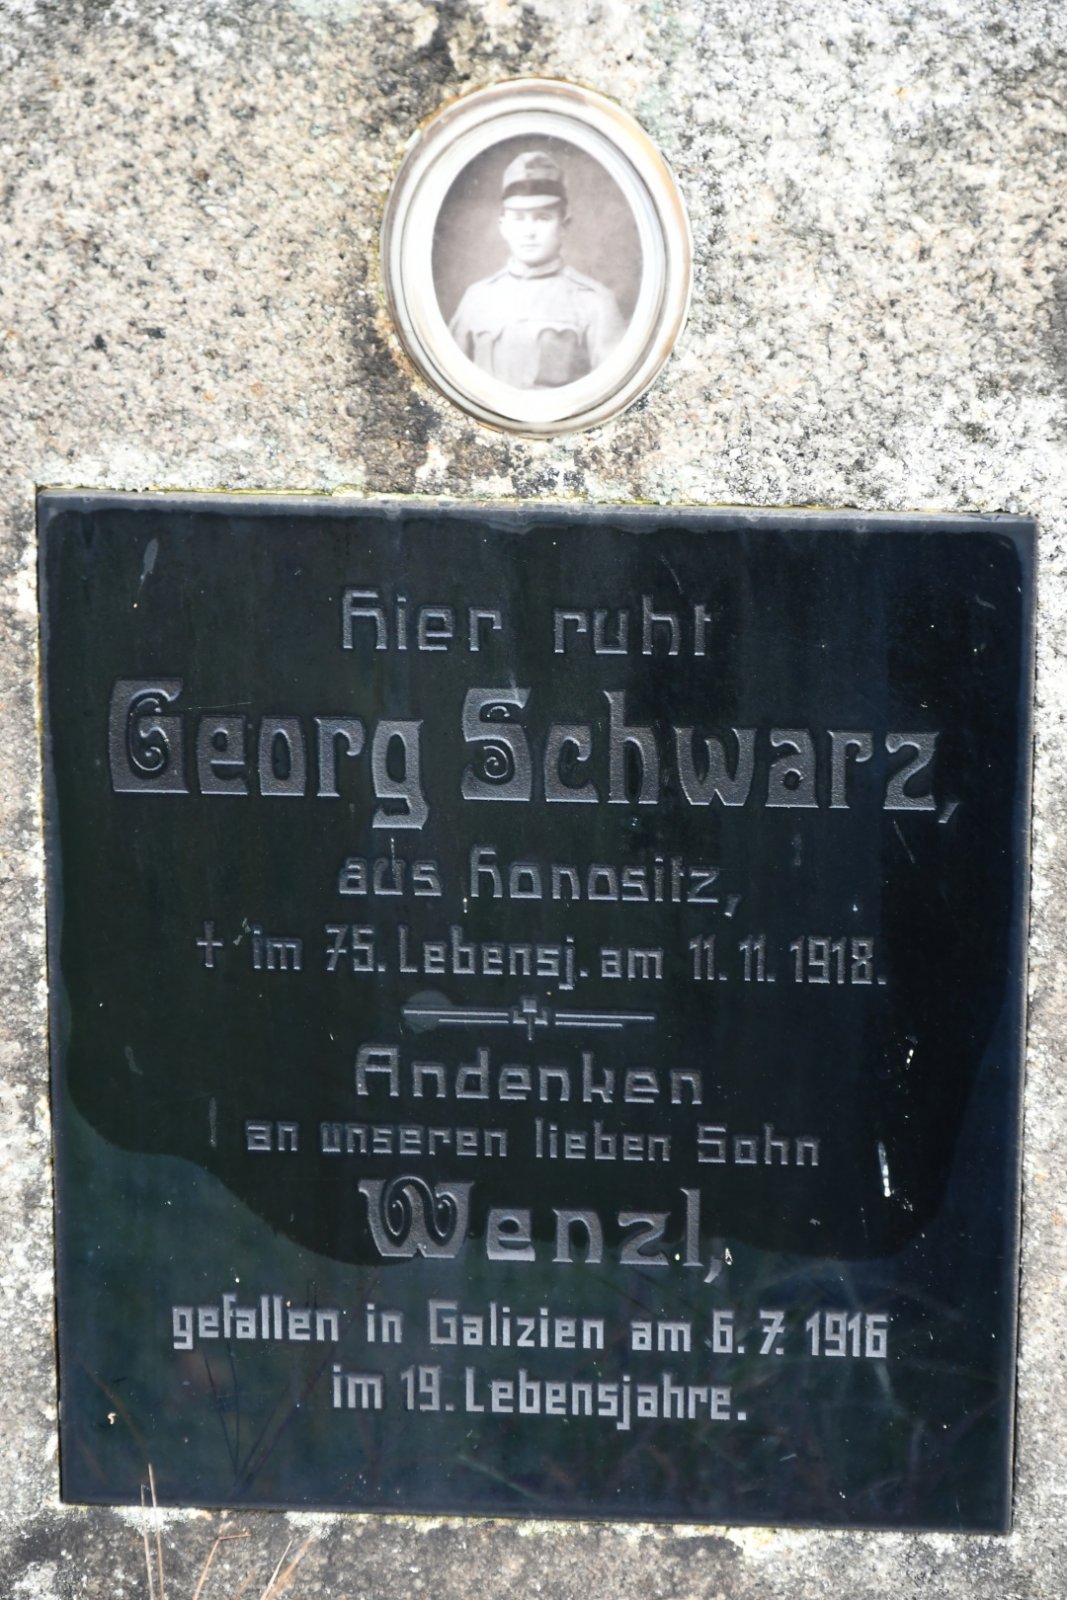 Hier ruht
Georg Schwarz,
aus Honositz,
† im 75. Lebensj. am 11. 11. 1918.
Andenken
an unseren lieben Sohn
Wenzl,
gefallen in Galizien am 6. 7. 1916
im 19. Lebensjahre.